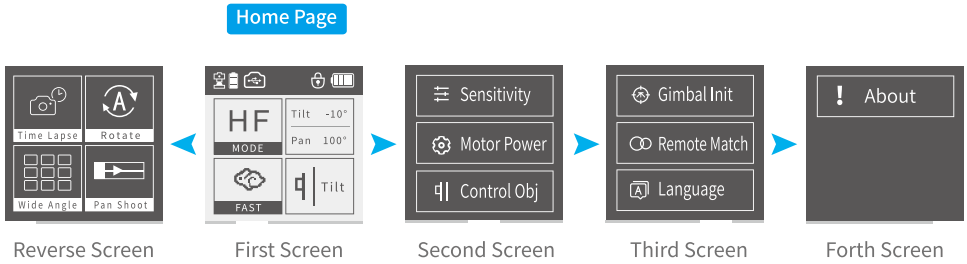 Home Page
Time Lapse
Rotate
Wide Angle
Pan Shoot
Reverse Screen
HF
MODE
Tilt -10°
Pan 100°
FAST
Tilt
First Screen
Sensitivity
Motor Power
Control Obj
Second Screen
Gimbal Init
Remote Match
Language
Third Screen
! About
Forth Screen